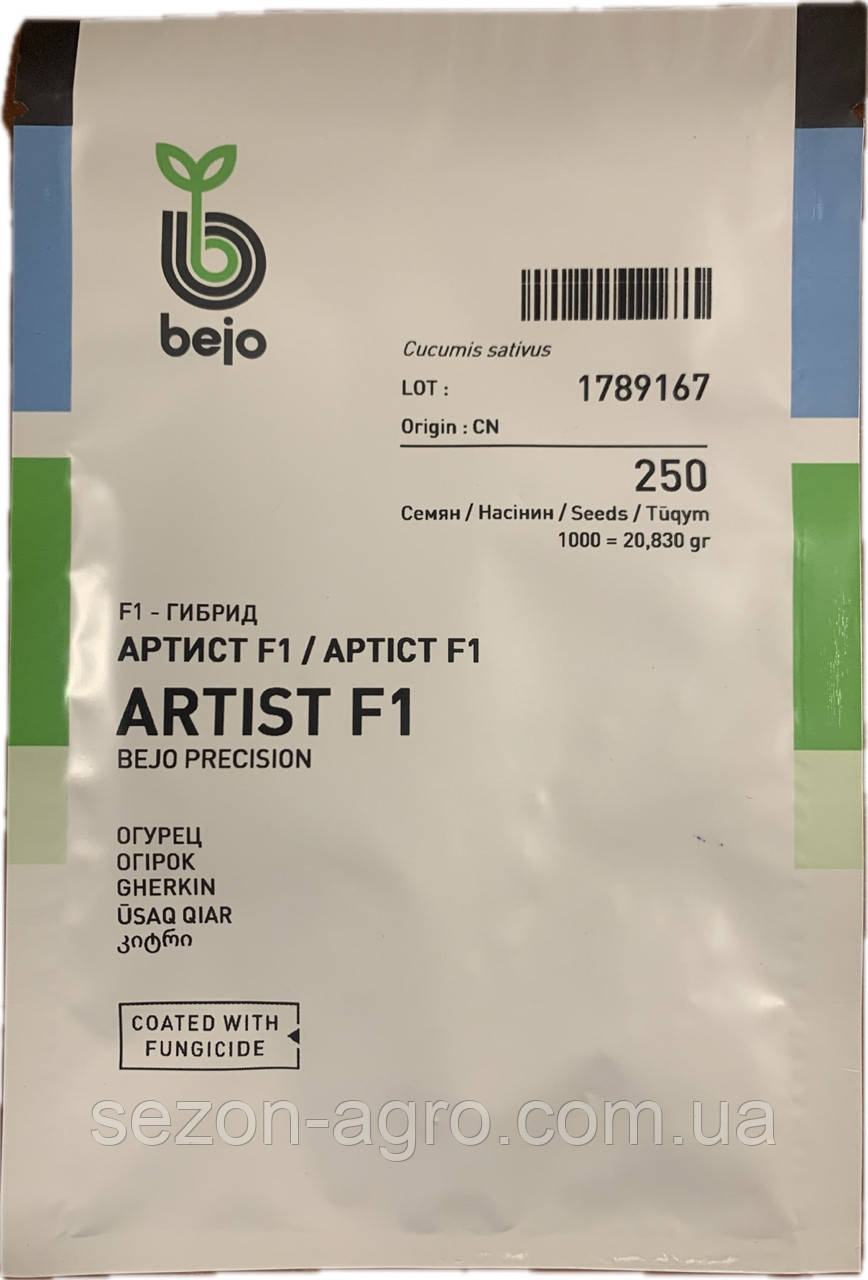 bejo
Cucumis sativus
LOT : 1789167
Origin : CN
250
Семян / Насінин / Seeds / Tūqym
1000 = 20,830 gr
F1 - ГИБРИД
АРТИСТ F1 / АРТІСТ F1
ARTIST F1
BEJO PRECISION
ОГУРЕЦ
ОГІРОК
GHERKIN
ŪSAQ QIAR
კიტრი
COATED WITH
FUNGICIDE
sezon-agro.com.ua